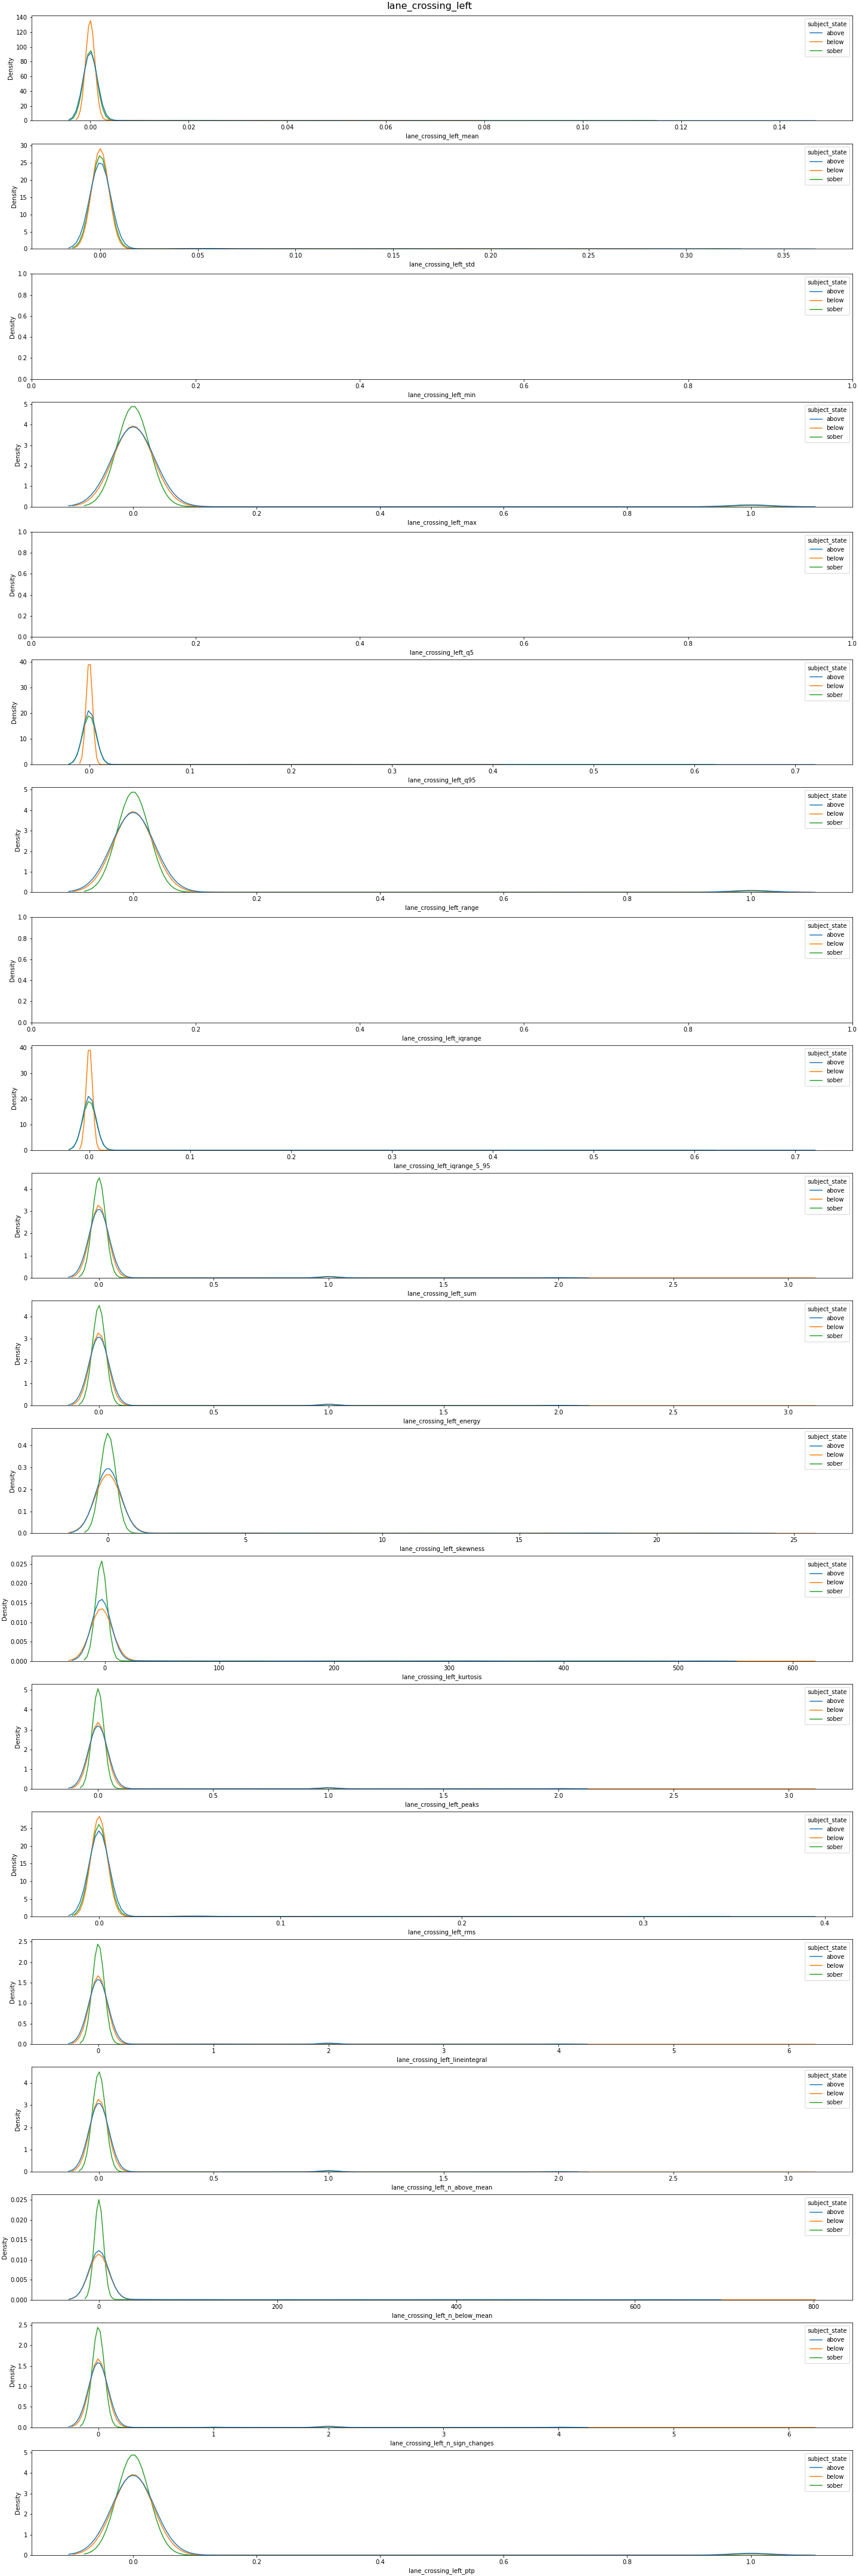 lane_crossing_left
subject_state
above
below
sober
Density
0 20 40 60 80 100 120 140
0.00 0.02 0.04 0.06 0.08 0.10 0.12 0.14
lane_crossing_left_mean
subject_state
above
below
sober
Density
0 5 10 15 20 25 30
0.00 0.05 0.10 0.15 0.20 0.25 0.30 0.35
lane_crossing_left_std
subject_state
above
below
sober
Density
0.0 0.2 0.4 0.6 0.8 1.0
0.0 0.2 0.4 0.6 0.8 1.0
lane_crossing_left_min
subject_state
above
below
sober
Density
0 1 2 3 4 5
0.0 0.2 0.4 0.6 0.8 1.0
lane_crossing_left_max
subject_state
above
below
sober
Density
0.0 0.2 0.4 0.6 0.8 1.0
0.0 0.2 0.4 0.6 0.8 1.0
lane_crossing_left_q5
subject_state
above
below
sober
Density
0 10 20 30 40
0.0 0.1 0.2 0.3 0.4 0.5 0.6 0.7
lane_crossing_left_q95
subject_state
above
below
sober
Density
0 1 2 3 4 5
0.0 0.2 0.4 0.6 0.8 1.0
lane_crossing_left_range
subject_state
above
below
sober
Density
0.0 0.2 0.4 0.6 0.8 1.0
0.0 0.2 0.4 0.6 0.8 1.0
lane_crossing_left_iqrange
subject_state
above
below
sober
Density
0 10 20 30 40
0.0 0.1 0.2 0.3 0.4 0.5 0.6 0.7
lane_crossing_left_iqrange_5_95
subject_state
above
below
sober
Density
0 1 2 3 4
0.0 0.5 1.0 1.5 2.0 2.5 3.0
lane_crossing_left_sum
subject_state
above
below
sober
Density
0 1 2 3 4
0.0 0.5 1.0 1.5 2.0 2.5 3.0
lane_crossing_left_energy
subject_state
above
below
sober
Density
0.0 0.1 0.2 0.3 0.4
0 5 10 15 20 25
lane_crossing_left_skewness
subject_state
above
below
sober
Density
0.000 0.005 0.010 0.015 0.020 0.025
0 100 200 300 400 500 600
lane_crossing_left_kurtosis
subject_state
above
below
sober
Density
0 1 2 3 4 5
0.0 0.5 1.0 1.5 2.0 2.5 3.0
lane_crossing_left_peaks
subject_state
above
below
sober
Density
0 5 10 15 20 25
0.0 0.1 0.2 0.3 0.4
lane_crossing_left_rms
subject_state
above
below
sober
Density
0.0 0.5 1.0 1.5 2.0 2.5
0 1 2 3 4 5 6
lane_crossing_left_lineintegral
subject_state
above
below
sober
Density
0 1 2 3 4
0.0 0.5 1.0 1.5 2.0 2.5 3.0
lane_crossing_left_n_above_mean
subject_state
above
below
sober
Density
0.000 0.005 0.010 0.015 0.020 0.025
0 200 400 600 800
lane_crossing_left_n_below_mean
subject_state
above
below
sober
Density
0.0 0.5 1.0 1.5 2.0 2.5
0 1 2 3 4 5 6
lane_crossing_left_n_sign_changes
subject_state
above
below
sober
Density
0 1 2 3 4 5
0.0 0.2 0.4 0.6 0.8 1.0
lane_crossing_left_ptp